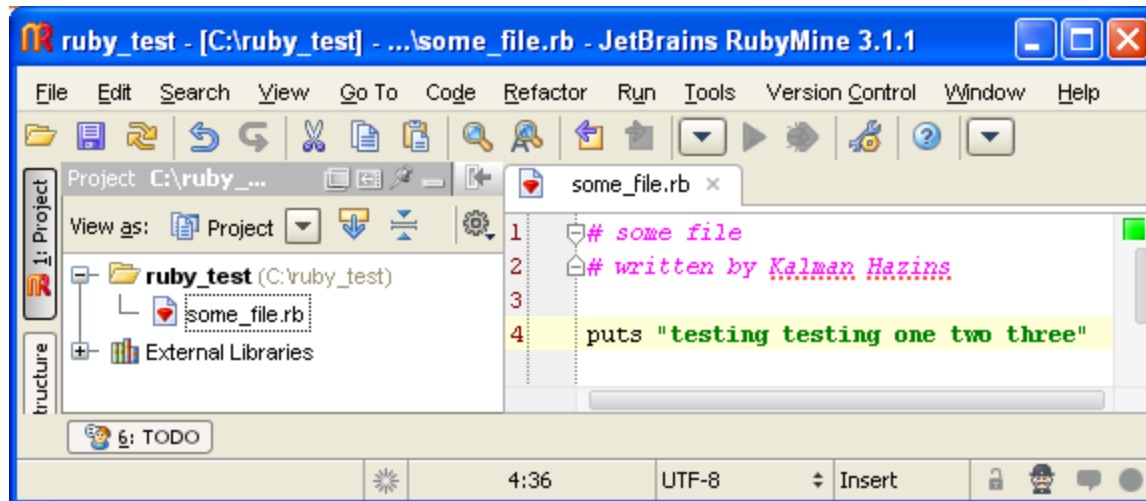 ruby_test - [C:\ruby_test] - ...\some_file.rb - JetBrains RubyMine 3.1.1
File Edit Search View Go To Code Refactor Run Tools Version Control Window Help
1: Project
Project C:\ruby_...
View as: Project
ruby_test (C:\ruby_test)
some_file.rb
External Libraries
tructure
some_file.rb
1 # some file
2 # written by Kalman Hazins
3
4 puts "testing testing one two three"
6: TODO
4:36 UTF-8 Insert